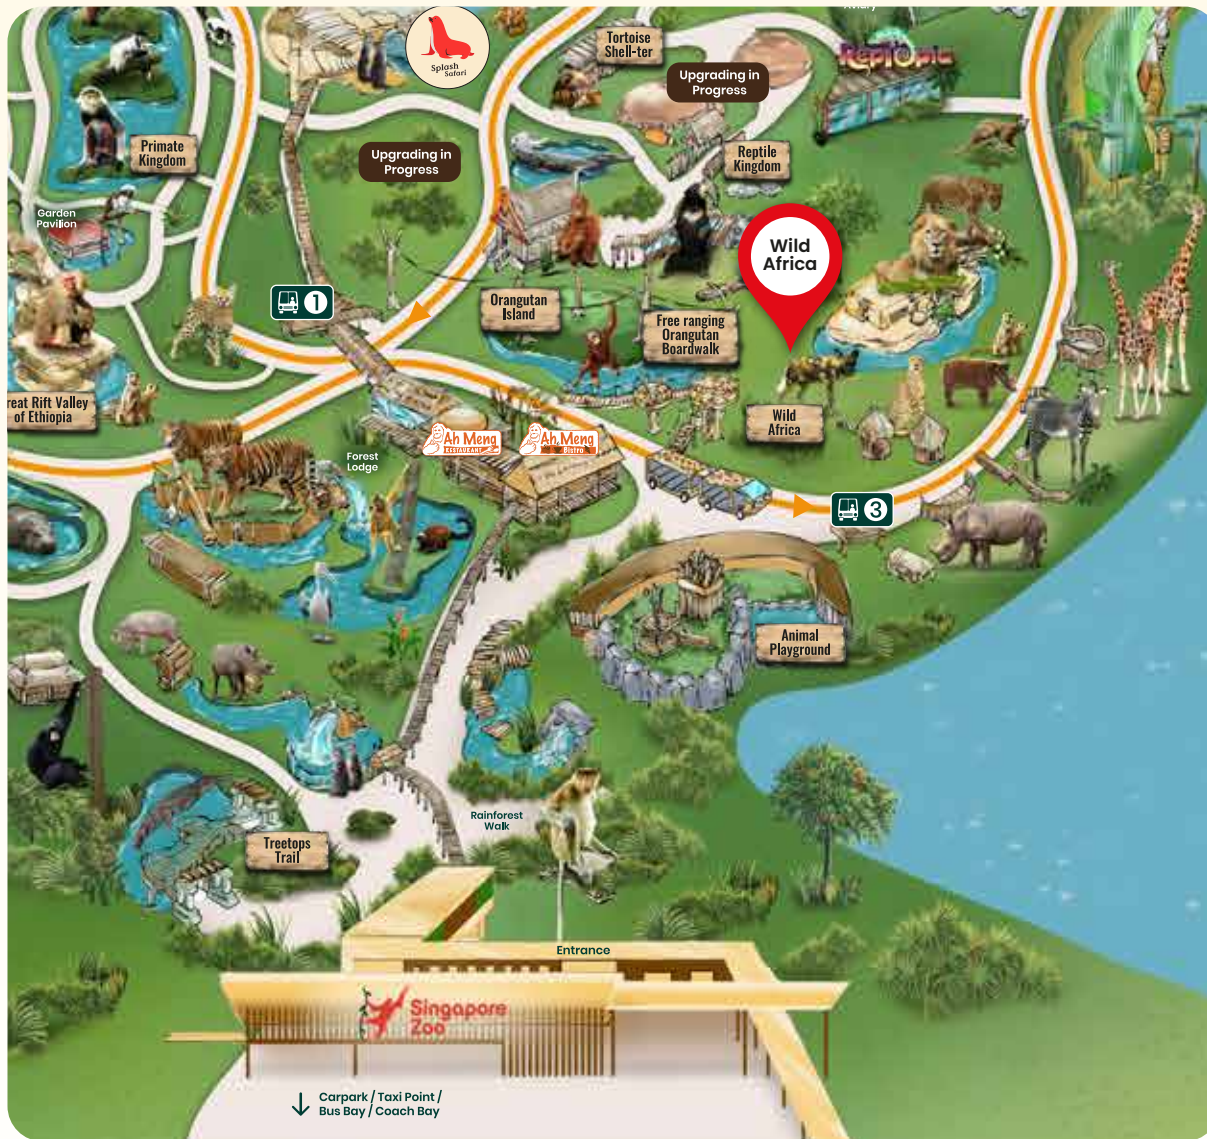 Aviary
Splash
Safari
Tortoise
Shell-ter
RepTopia
Upgrading in
Progress
Primate
Kingdom
Upgrading in
Progress
Reptile
Kingdom
Garden
Pavilion
Wild
Africa
1
Orangutan
Island
Free ranging
Orangutan
Boardwalk
reat Rift Valley
of Ethiopia
Wild
Africa
Ah Meng
RESTAURANT
Ah Meng
Bistro
Forest
Lodge
3
Animal
Playground
Rainforest
Walk
Treetops
Trail
Entrance
Singapore
Zoo
Carpark / Taxi Point /
Bus Bay / Coach Bay